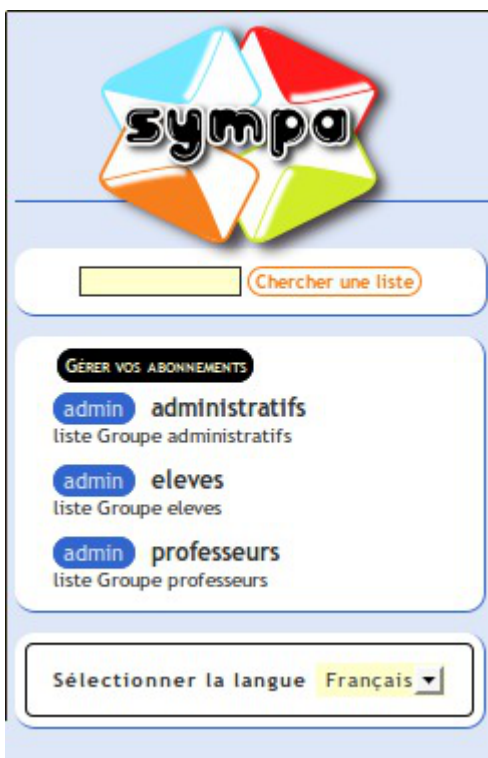 sympa
Chercher une liste
Gérer vos abonnements
admin administratifs
liste Groupe administratifs
admin eleves
liste Groupe eleves
admin professeurs
liste Groupe professeurs
Sélectionner la langue Français